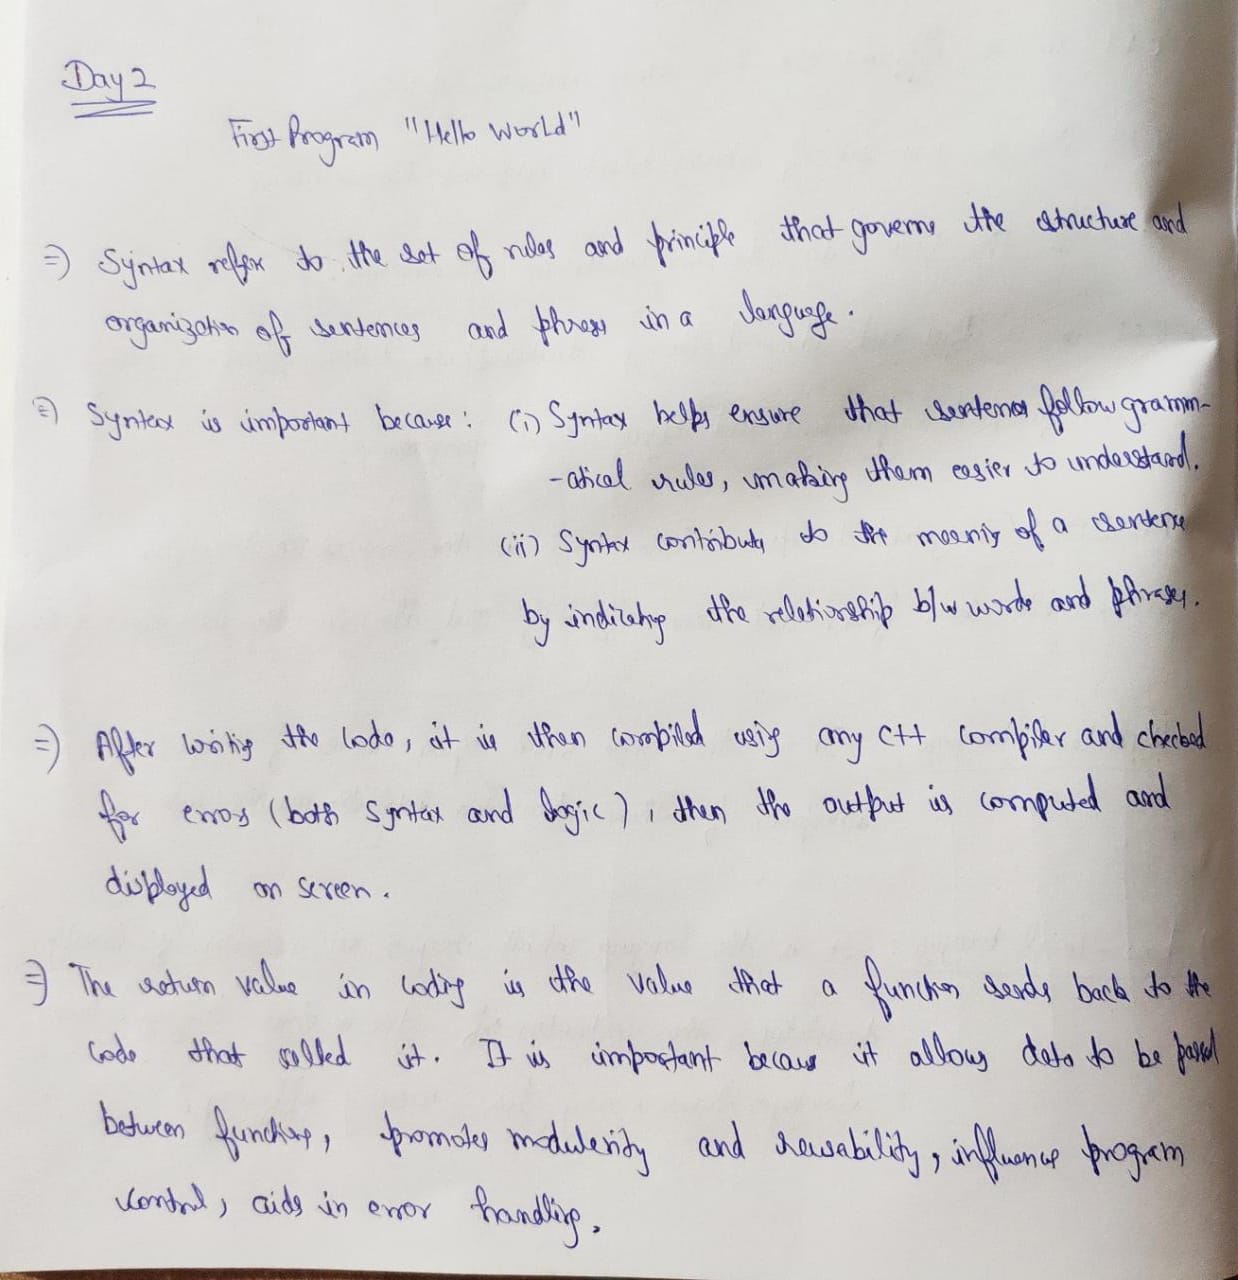 Day 2
First Program "Hello World"
⇒ Syntax refer to the set of rules and principle that governs the structure and
organization of sentences and phrases in a language.
⇒ Syntax is important because: (i) Syntax helps ensure that sentences follow gramm-
-atical rules, making them easier to understand.
(ii) Syntax contributes to the meaning of a sentence
by indicating the relationship b/w words and phrases.
⇒ After writing the code, it is then compiled using any C++ compiler and checked
for errors (both syntax and logic), then the output is computed and
displayed on screen.
⇒ The return value in coding is the value that a function sends back to the
code that called it. It is important because it allows data to be passed
between functions, promotes modularity and reusability, influence program
control, aids in error handling.